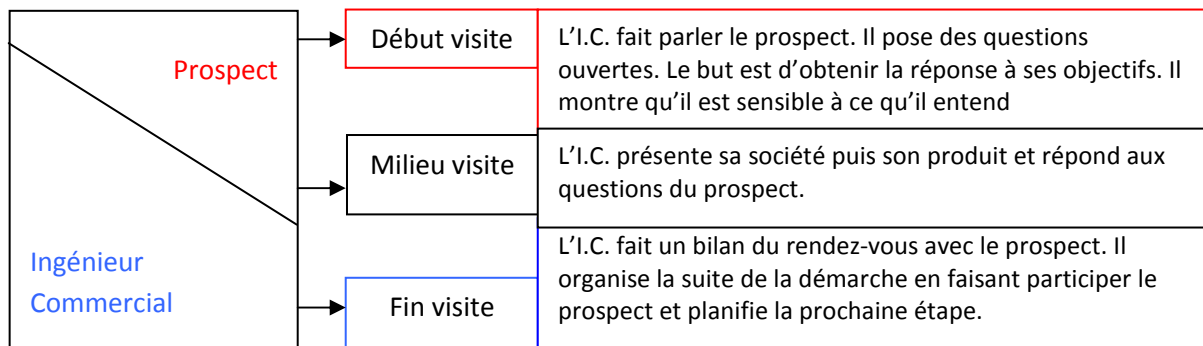 Prospect
Ingénieur
Commercial
Début visite
L’I.C. fait parler le prospect. Il pose des questions
ouvertes. Le but est d’obtenir la réponse à ses objectifs. Il
montre qu’il est sensible à ce qu’il entend
Milieu visite
L’I.C. présente sa société puis son produit et répond aux
questions du prospect.
Fin visite
L’I.C. fait un bilan du rendez-vous avec le prospect. Il
organise la suite de la démarche en faisant participer le
prospect et planifie la prochaine étape.